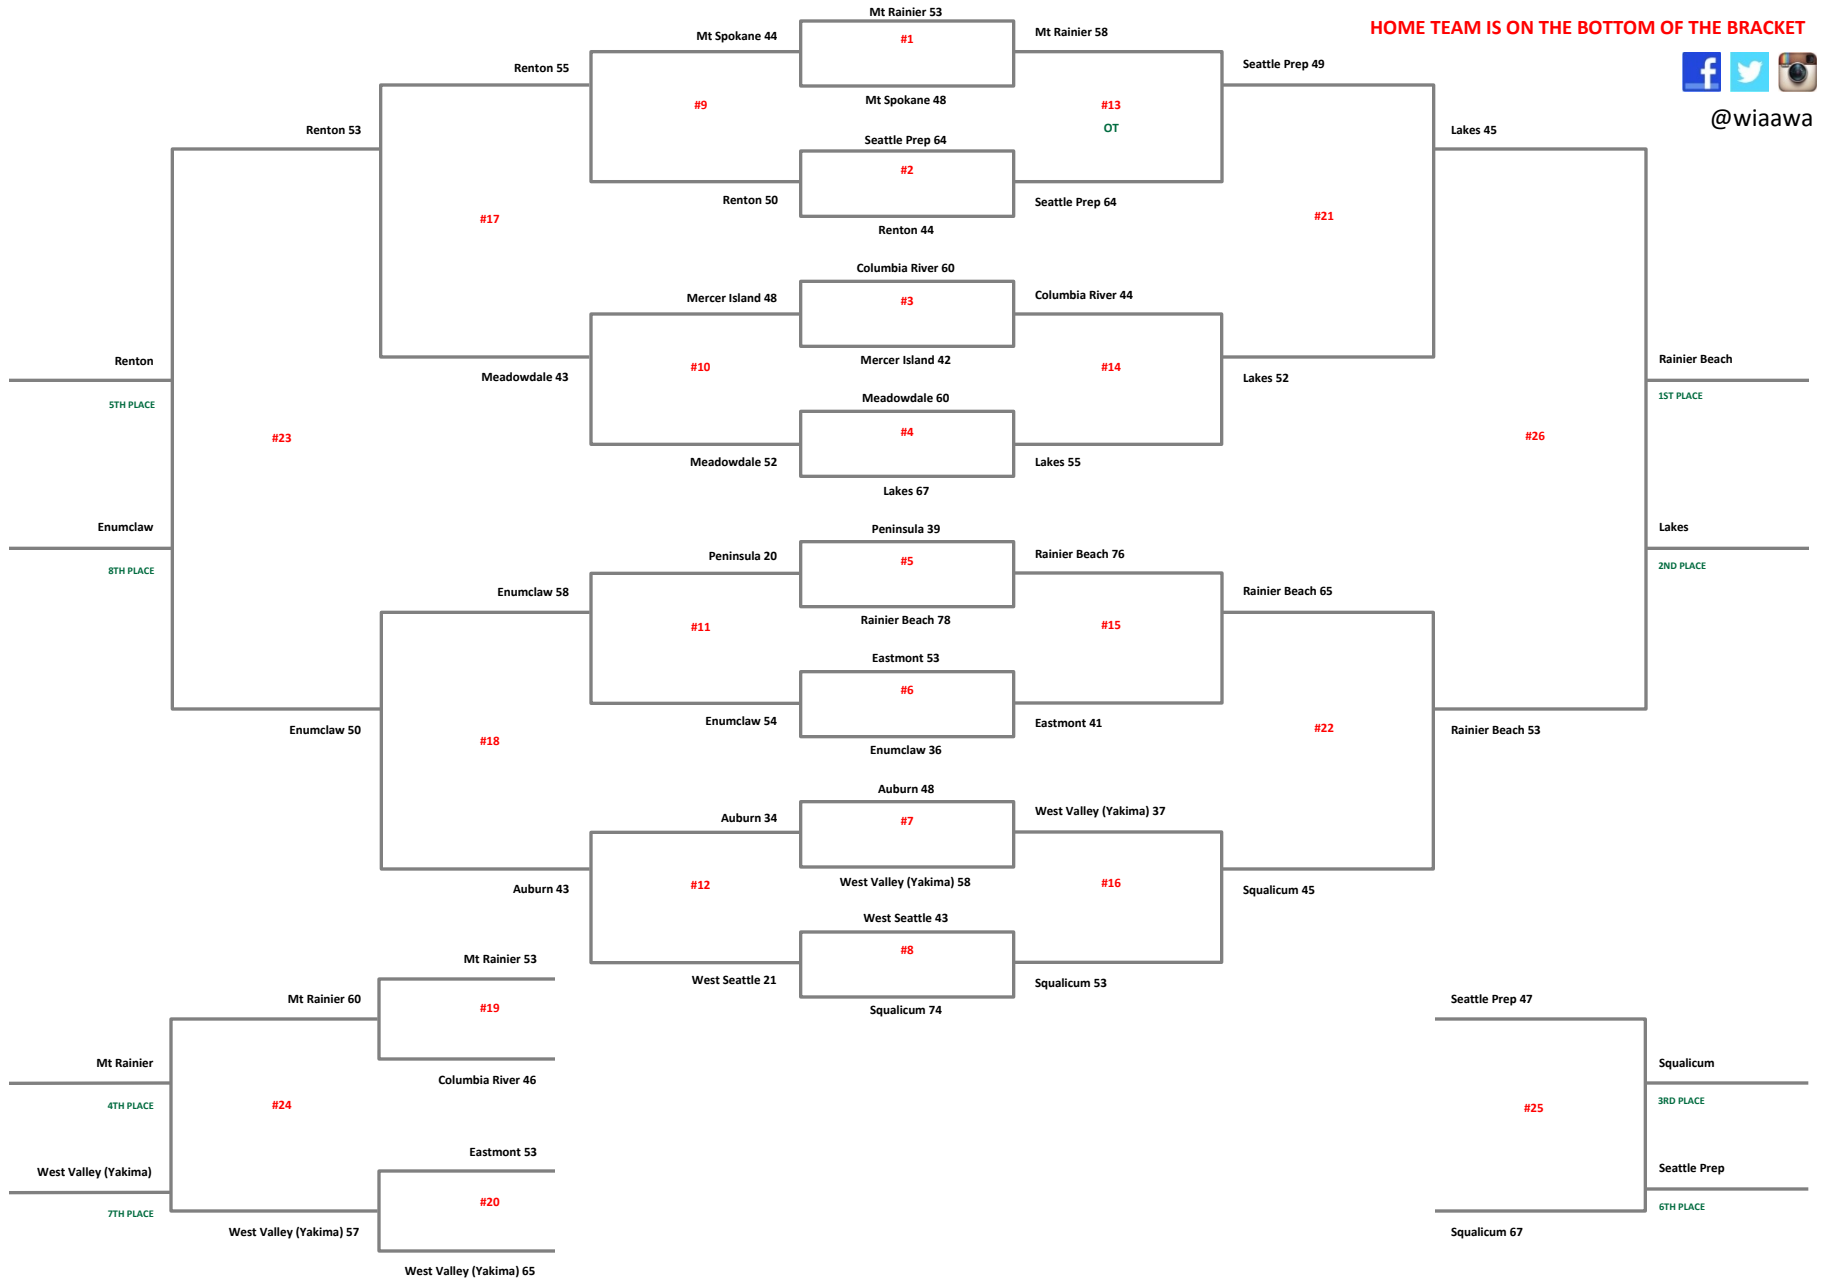 HOME TEAM IS ON THE BOTTOM OF THE BRACKET
@wiaawa
Mt Rainier 53
#1
Mt Spokane 48
Seattle Prep 64
#2
Renton 44
Columbia River 60
#3
Mercer Island 42
Meadowdale 60
#4
Lakes 67
Peninsula 39
#5
Rainier Beach 78
Eastmont 53
#6
Enumclaw 36
Auburn 48
#7
West Valley (Yakima) 58
West Seattle 43
#8
Squalicum 74
Mt Spokane 44
#9
Renton 50
Mercer Island 48
#10
Meadowdale 52
Peninsula 20
#11
Enumclaw 54
Auburn 34
#12
West Seattle 21
Mt Rainier 58
#13
OT
Seattle Prep 64
Columbia River 44
#14
Lakes 55
Rainier Beach 76
#15
Eastmont 41
West Valley (Yakima) 37
#16
Squalicum 53
Renton 55
#17
Meadowdale 43
Enumclaw 58
#18
Auburn 43
Mt Rainier 53
#19
Columbia River 46
Eastmont 53
#20
West Valley (Yakima) 65
Seattle Prep 49
#21
Lakes 52
Rainier Beach 65
#22
Squalicum 45
Renton 53
#23
Enumclaw 50
Renton
5TH PLACE
Enumclaw
8TH PLACE
Mt Rainier 60
#24
West Valley (Yakima) 57
Mt Rainier
4TH PLACE
West Valley (Yakima)
7TH PLACE
Seattle Prep 47
#25
Squalicum 67
Squalicum
3RD PLACE
Seattle Prep
6TH PLACE
Lakes 45
#26
Rainier Beach 53
Rainier Beach
1ST PLACE
Lakes
2ND PLACE